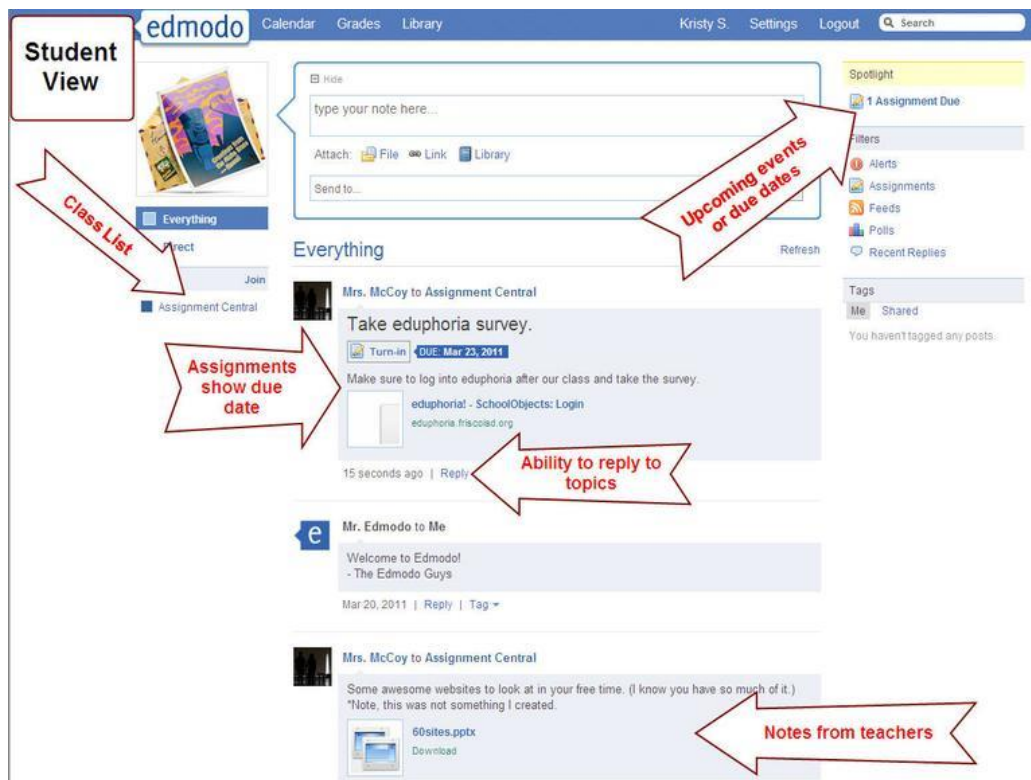 Student
View
edmodo
Calendar Grades Library
Kristy S. Settings Logout Search
Hide
type your note here...
Attach: File Link Library
Send to...
Spotlight
1 Assignment Due
Upcoming events
or due dates
Filters
Alerts
Assignments
Feeds
Polls
Recent Replies
Tags
Me Shared
You haven't tagged any posts.
Class List
Everything
Direct
Join
Assignment Central
Everything Refresh
Mrs. McCoy to Assignment Central
Take eduphoria survey.
Turn-in DUE: Mar 23, 2011
Make sure to log into eduphoria after our class and take the survey.
eduphoria! - SchoolObjects: Login
eduphoria.friscoisd.org
Assignments
show due
date
15 seconds ago | Reply
Ability to reply to
topics
e
Mr. Edmodo to Me
Welcome to Edmodo!
- The Edmodo Guys
Mar 20, 2011 | Reply | Tag
Mrs. McCoy to Assignment Central
Some awesome websites to look at in your free time. (I know you have so much of it.)
*Note, this was not something I created.
60sites.pptx
Download
Notes from teachers